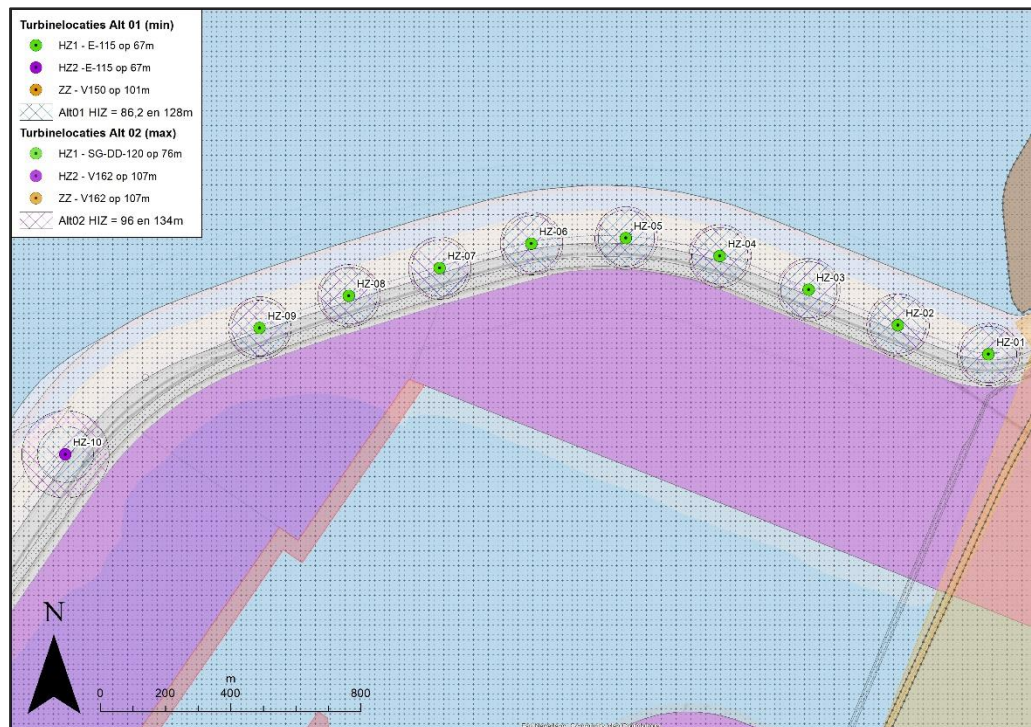 Turbinelocaties Alt 01 (min)
HZ1 - E-115 op 67m
HZ2 -E-115 op 67m
ZZ - V150 op 101m
Alt01 HIZ = 86,2 en 128m
Turbinelocaties Alt 02 (max)
HZ1 - SG-DD-120 op 76m
HZ2 - V162 op 107m
ZZ - V162 op 107m
Alt02 HIZ = 96 en 134m
HZ-05
HZ-06
HZ-04
HZ-07
HZ-03
HZ-08
HZ-09
HZ-02
HZ-01
HZ-10
N
m
0 200 400 800